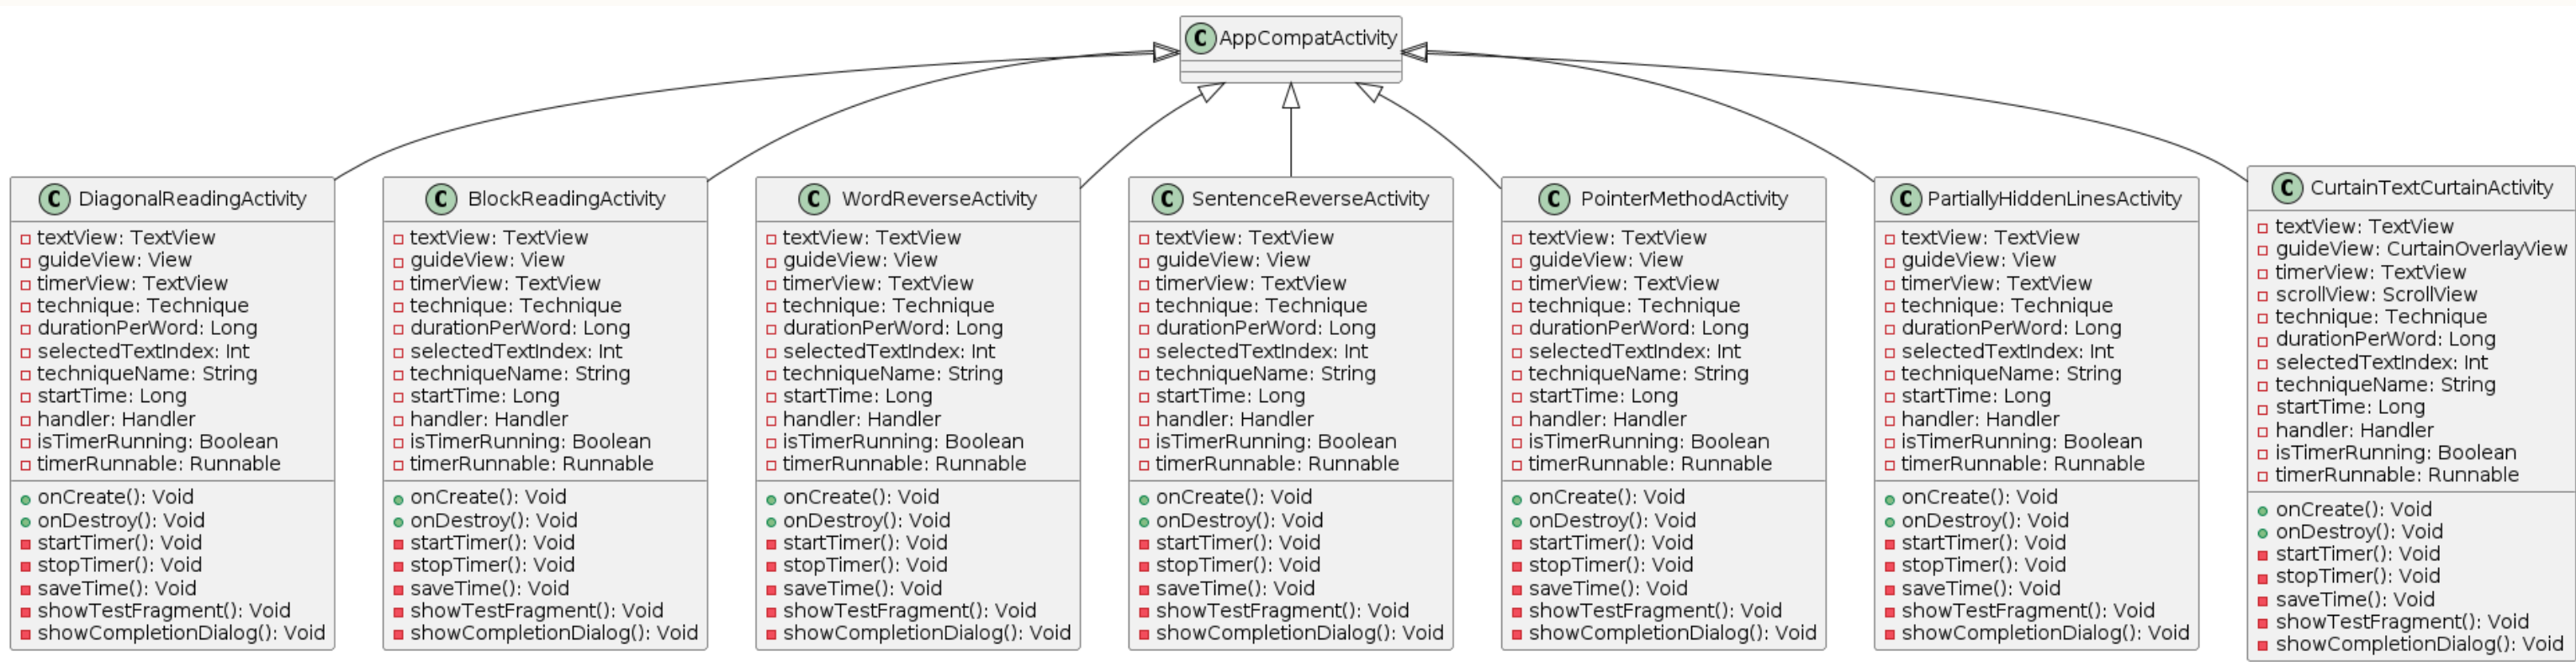 C AppCompatActivity
C DiagonalReadingActivity
textView: TextView
guideView: View
timerView: TextView
technique: Technique
durationPerWord: Long
selectedTextIndex: Int
techniqueName: String
startTime: Long
handler: Handler
isTimerRunning: Boolean
timerRunnable: Runnable
onCreate(): Void
onDestroy(): Void
startTimer(): Void
stopTimer(): Void
saveTime(): Void
showTestFragment(): Void
showCompletionDialog(): Void
C BlockReadingActivity
textView: TextView
guideView: View
timerView: TextView
technique: Technique
durationPerWord: Long
selectedTextIndex: Int
techniqueName: String
startTime: Long
handler: Handler
isTimerRunning: Boolean
timerRunnable: Runnable
onCreate(): Void
onDestroy(): Void
startTimer(): Void
stopTimer(): Void
saveTime(): Void
showTestFragment(): Void
showCompletionDialog(): Void
C WordReverseActivity
textView: TextView
guideView: View
timerView: TextView
technique: Technique
durationPerWord: Long
selectedTextIndex: Int
techniqueName: String
startTime: Long
handler: Handler
isTimerRunning: Boolean
timerRunnable: Runnable
onCreate(): Void
onDestroy(): Void
startTimer(): Void
stopTimer(): Void
saveTime(): Void
showTestFragment(): Void
showCompletionDialog(): Void
C SentenceReverseActivity
textView: TextView
guideView: View
timerView: TextView
technique: Technique
durationPerWord: Long
selectedTextIndex: Int
techniqueName: String
startTime: Long
handler: Handler
isTimerRunning: Boolean
timerRunnable: Runnable
onCreate(): Void
onDestroy(): Void
startTimer(): Void
stopTimer(): Void
saveTime(): Void
showTestFragment(): Void
showCompletionDialog(): Void
C PointerMethodActivity
textView: TextView
guideView: View
timerView: TextView
technique: Technique
durationPerWord: Long
selectedTextIndex: Int
techniqueName: String
startTime: Long
handler: Handler
isTimerRunning: Boolean
timerRunnable: Runnable
onCreate(): Void
onDestroy(): Void
startTimer(): Void
stopTimer(): Void
saveTime(): Void
showTestFragment(): Void
showCompletionDialog(): Void
C PartiallyHiddenLinesActivity
textView: TextView
guideView: View
timerView: TextView
technique: Technique
durationPerWord: Long
selectedTextIndex: Int
techniqueName: String
startTime: Long
handler: Handler
isTimerRunning: Boolean
timerRunnable: Runnable
onCreate(): Void
onDestroy(): Void
startTimer(): Void
stopTimer(): Void
saveTime(): Void
showTestFragment(): Void
showCompletionDialog(): Void
C CurtainTextCurtainActivity
textView: TextView
guideView: CurtainOverlayView
timerView: TextView
scrollView: ScrollView
technique: Technique
durationPerWord: Long
selectedTextIndex: Int
techniqueName: String
startTime: Long
handler: Handler
isTimerRunning: Boolean
timerRunnable: Runnable
onCreate(): Void
onDestroy(): Void
startTimer(): Void
stopTimer(): Void
saveTime(): Void
showTestFragment(): Void
showCompletionDialog(): Void